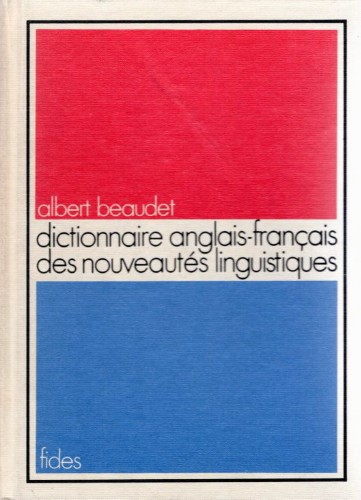 albert beaudet
dictionnaire anglais-français
des nouveautés linguistiques
fides